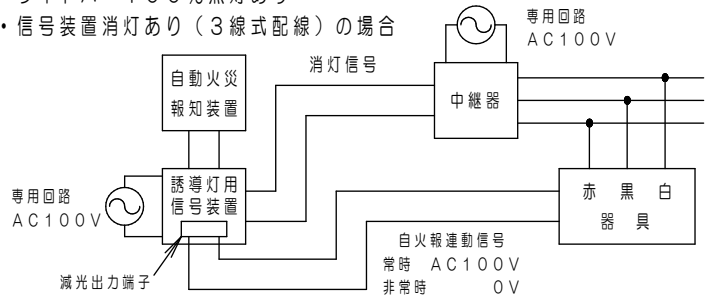 ・信号装置消灯あり（３線式配線）の場合
専用回路
ＡＣ１００Ｖ
消灯信号
自動火災
報知装置
中継器
誘導灯用
信号装置
専用回路
ＡＣ１００Ｖ
赤 黒 白
器 具
自火報連動信号
常時 ＡＣ１００Ｖ
非常時 ０Ｖ
減光出力端子